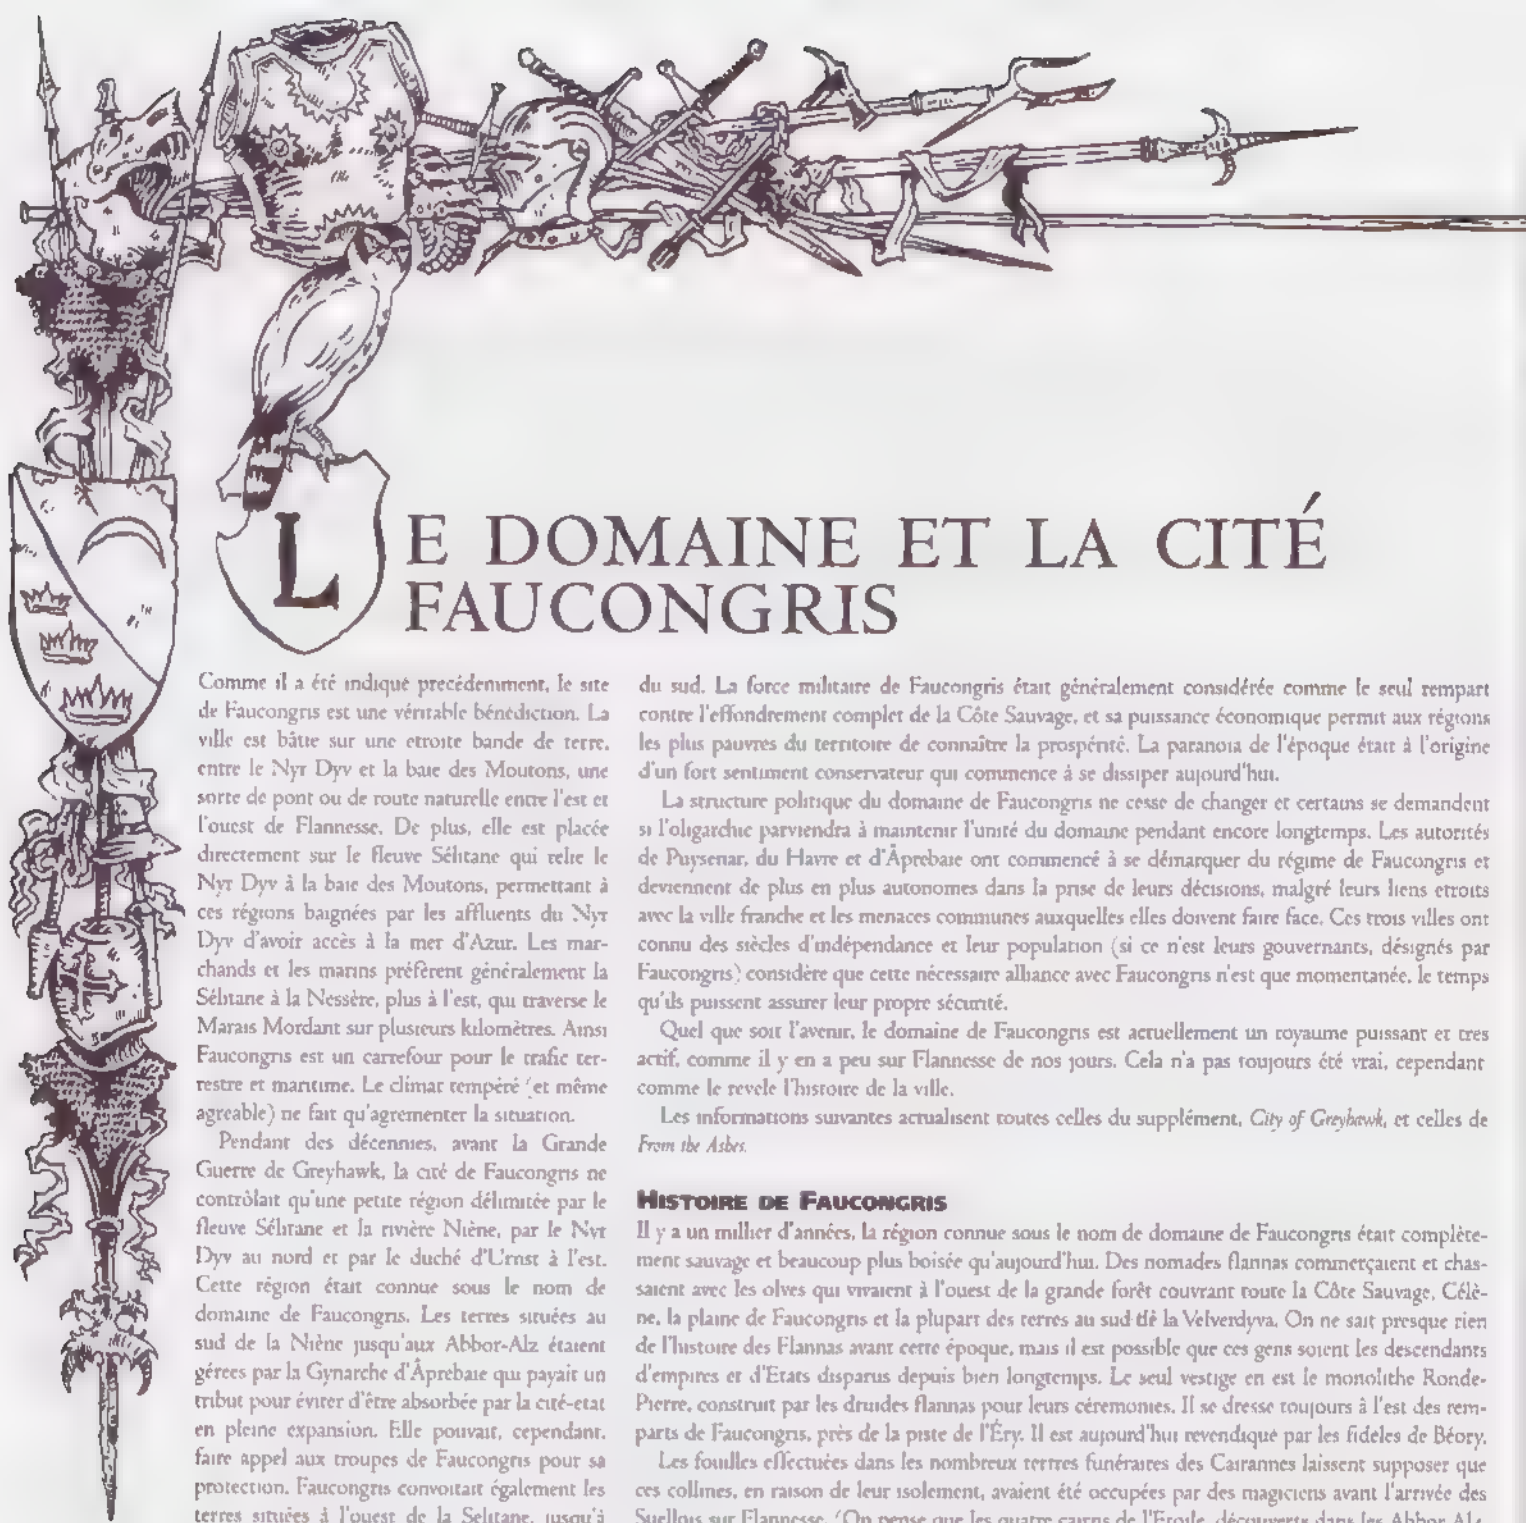 LE DOMAINE ET LA CITÉ
FAUCONGRIS
Comme il a été indiqué precédemment, le site
de Faucongris est une véritable bénédiction. La
ville est bâtie sur une etroite bande de terre,
entre le Nyr Dyv et la baie des Moutons, une
sorte de pont ou de route naturelle entre l'est et
l'ouest de Flannesse. De plus, elle est placée
directement sur le fleuve Sélitane qui relie le
Nyr Dyv à la baie des Moutons, permettant à
ces régions baignées par les affluents du Nyr
Dyv d'avoir accès à la mer d'Azur. Les mar-
chands et les marins préfèrent généralement la
Sélitane à la Nessère, plus à l'est, qui traverse le
Marais Mordant sur plusieurs kilomètres. Ainsi
Faucongris est un carrefour pour le trafic ter-
restre et maritime. Le climat tempéré (et même
agreable) ne fait qu'agrementer la situation.
Pendant des décennies, avant la Grande
Guerre de Greyhawk, la cité de Faucongris ne
contrôlait qu'une petite région délimitée par le
fleuve Sélitane et la rivière Niène, par le Nyr
Dyv au nord et par le duché d'Urnst à l'est.
Cette région était connue sous le nom de
domaine de Faucongris. Les terres situées au
sud de la Niène jusqu'aux Abbor-Alz étaient
gérees par la Gynarche d'Âprebaie qui payait un
tribut pour éviter d'être absorbée par la cité-etat
en pleine expansion. Elle pouvait, cependant,
faire appel aux troupes de Faucongris pour sa
protection. Faucongris convoitait également les
terres situées à l'ouest de la Selitane, jusqu'à
du sud. La force militaire de Faucongris était généralement considérée comme le seul rempart
contre l'effondrement complet de la Côte Sauvage, et sa puissance économique permit aux régions
les plus pauvres du territoire de connaître la prospérité. La paranoïa de l'époque était à l'origine
d'un fort sentiment conservateur qui commence à se dissiper aujourd'hui.
La structure politique du domaine de Faucongris ne cesse de changer et certains se demandent
si l'oligarchie parviendra à maintenir l'unité du domaine pendant encore longtemps. Les autorités
de Puysenar, du Havre et d'Âprebaie ont commencé à se démarquer du régime de Faucongris et
deviennent de plus en plus autonomes dans la prise de leurs décisions, malgré leurs liens etroits
avec la ville franche et les menaces communes auxquelles elles doivent faire face. Ces trois villes ont
connu des siècles d'indépendance et leur population (si ce n'est leurs gouvernants, désignés par
Faucongris) considère que cette nécessaire alliance avec Faucongris n'est que momentanée, le temps
qu'ils puissent assurer leur propre sécurité.
Quel que soit l'avenir, le domaine de Faucongris est actuellement un royaume puissant et tres
actif, comme il y en a peu sur Flannesse de nos jours. Cela n'a pas toujours été vrai, cependant
comme le revele l'histoire de la ville.
Les informations suivantes actualisent toutes celles du supplément, City of Greyhawk, et celles de
From the Ashes.
HISTOIRE DE FAUCONGRIS
Il y a un millier d'années, la région connue sous le nom de domaine de Faucongris était complète-
ment sauvage et beaucoup plus boisée qu'aujourd'hui. Des nomades flannas commerçaient et chas-
saient avec les olves qui vivaient à l'ouest de la grande forêt couvrant toute la Côte Sauvage, Célè-
ne, la plaine de Faucongris et la plupart des terres au sud de la Velverdyva. On ne sait presque rien
de l'histoire des Flannas avant cette époque, mais il est possible que ces gens soient les descendants
d'empires et d'Etats disparus depuis bien longtemps. Le seul vestige en est le monolithe Ronde-
Pierre, construit par les druides flannas pour leurs céremonies. Il se dresse toujours à l'est des rem-
parts de Faucongris, près de la piste de l'Éry. Il est aujourd'hui revendiqué par les fideles de Béory.
Les fouilles effectuées dans les nombreux tertres funéraires des Cairannes laissent supposer que
ces collines, en raison de leur isolement, avaient été occupées par des magiciens avant l'arrivée des
Suellois sur Flannesse. (On pense que les quatre cairns de l'Etoile, découverts dans les Abbor-Alz,